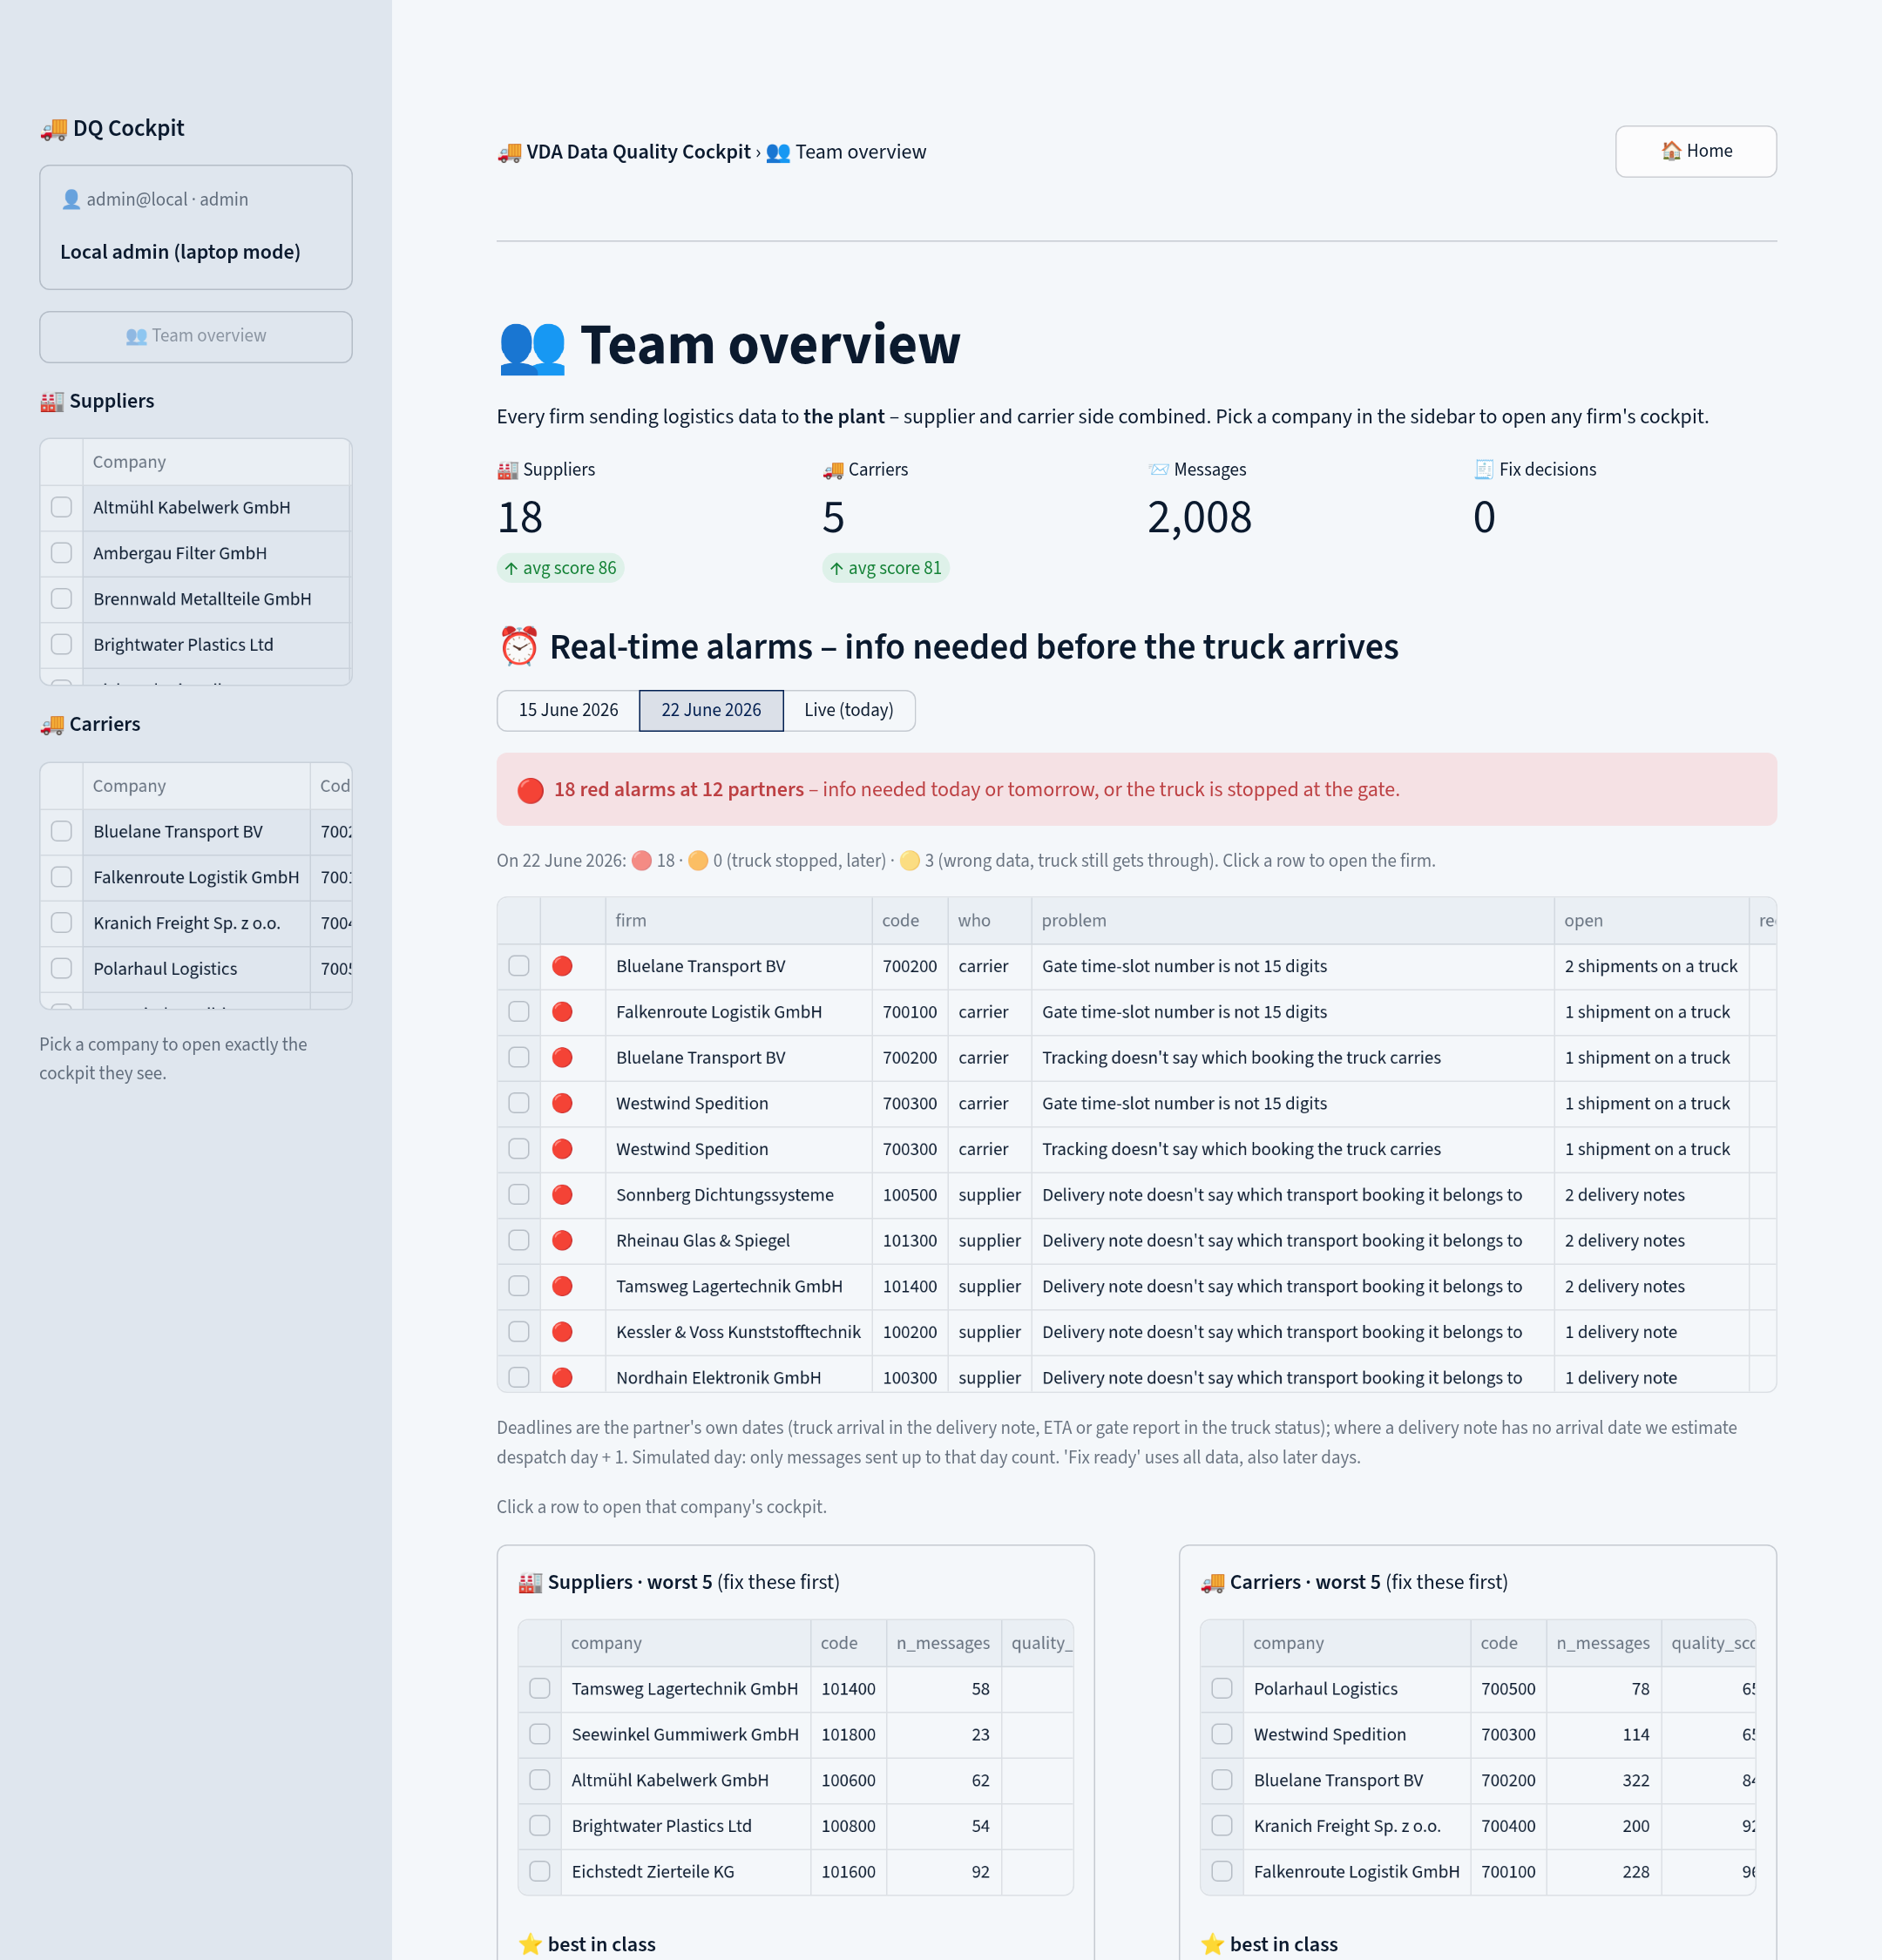 🚚 DQ Cockpit
👤 admin@local · admin
Local admin (laptop mode)
👥 Team overview
🏭 Suppliers
Company
Altmühl Kabelwerk GmbH
Ambergau Filter GmbH
Brennwald Metallteile GmbH
Brightwater Plastics Ltd
🚚 Carriers
Company Cod
Bluelane Transport BV 7002
Falkenroute Logistik GmbH 7001
Kranich Freight Sp. z o.o. 7004
Polarhaul Logistics 7005
Pick a company to open exactly the
cockpit they see.
🚚 VDA Data Quality Cockpit › 👥 Team overview
🏠 Home
👥 Team overview
Every firm sending logistics data to the plant – supplier and carrier side combined. Pick a company in the sidebar to open any firm's cockpit.
🏭 Suppliers 🚚 Carriers 📨 Messages 🧾 Fix decisions
18 5 2,008 0
↑ avg score 86 ↑ avg score 81
⏰ Real-time alarms – info needed before the truck arrives
15 June 2026 22 June 2026 Live (today)
🔴 18 red alarms at 12 partners – info needed today or tomorrow, or the truck is stopped at the gate.
On 22 June 2026: 🔴 18 · 🟠 0 (truck stopped, later) · 🟡 3 (wrong data, truck still gets through). Click a row to open the firm.
firm code who problem open
🔴 Bluelane Transport BV 700200 carrier Gate time-slot number is not 15 digits 2 shipments on a truck
🔴 Falkenroute Logistik GmbH 700100 carrier Gate time-slot number is not 15 digits 1 shipment on a truck
🔴 Bluelane Transport BV 700200 carrier Tracking doesn't say which booking the truck carries 1 shipment on a truck
🔴 Westwind Spedition 700300 carrier Gate time-slot number is not 15 digits 1 shipment on a truck
🔴 Westwind Spedition 700300 carrier Tracking doesn't say which booking the truck carries 1 shipment on a truck
🔴 Sonnberg Dichtungssysteme 100500 supplier Delivery note doesn't say which transport booking it belongs to 2 delivery notes
🔴 Rheinau Glas & Spiegel 101300 supplier Delivery note doesn't say which transport booking it belongs to 2 delivery notes
🔴 Tamsweg Lagertechnik GmbH 101400 supplier Delivery note doesn't say which transport booking it belongs to 2 delivery notes
🔴 Kessler & Voss Kunststofftechnik 100200 supplier Delivery note doesn't say which transport booking it belongs to 1 delivery note
🔴 Nordhain Elektronik GmbH 100300 supplier Delivery note doesn't say which transport booking it belongs to 1 delivery note
Deadlines are the partner's own dates (truck arrival in the delivery note, ETA or gate report in the truck status); where a delivery note has no arrival date we estimate
despatch day + 1. Simulated day: only messages sent up to that day count. 'Fix ready' uses all data, also later days.
Click a row to open that company's cockpit.
🏭 Suppliers · worst 5 (fix these first)
company code n_messages quality_
Tamsweg Lagertechnik GmbH 101400 58
Seewinkel Gummiwerk GmbH 101800 23
Altmühl Kabelwerk GmbH 100600 62
Brightwater Plastics Ltd 100800 54
Eichstedt Zierteile KG 101600 92
⭐ best in class
🚚 Carriers · worst 5 (fix these first)
company code n_messages quality_sco
Polarhaul Logistics 700500 78 65
Westwind Spedition 700300 114 65
Bluelane Transport BV 700200 322 84
Kranich Freight Sp. z o.o. 700400 200 92
Falkenroute Logistik GmbH 700100 228 96
⭐ best in class